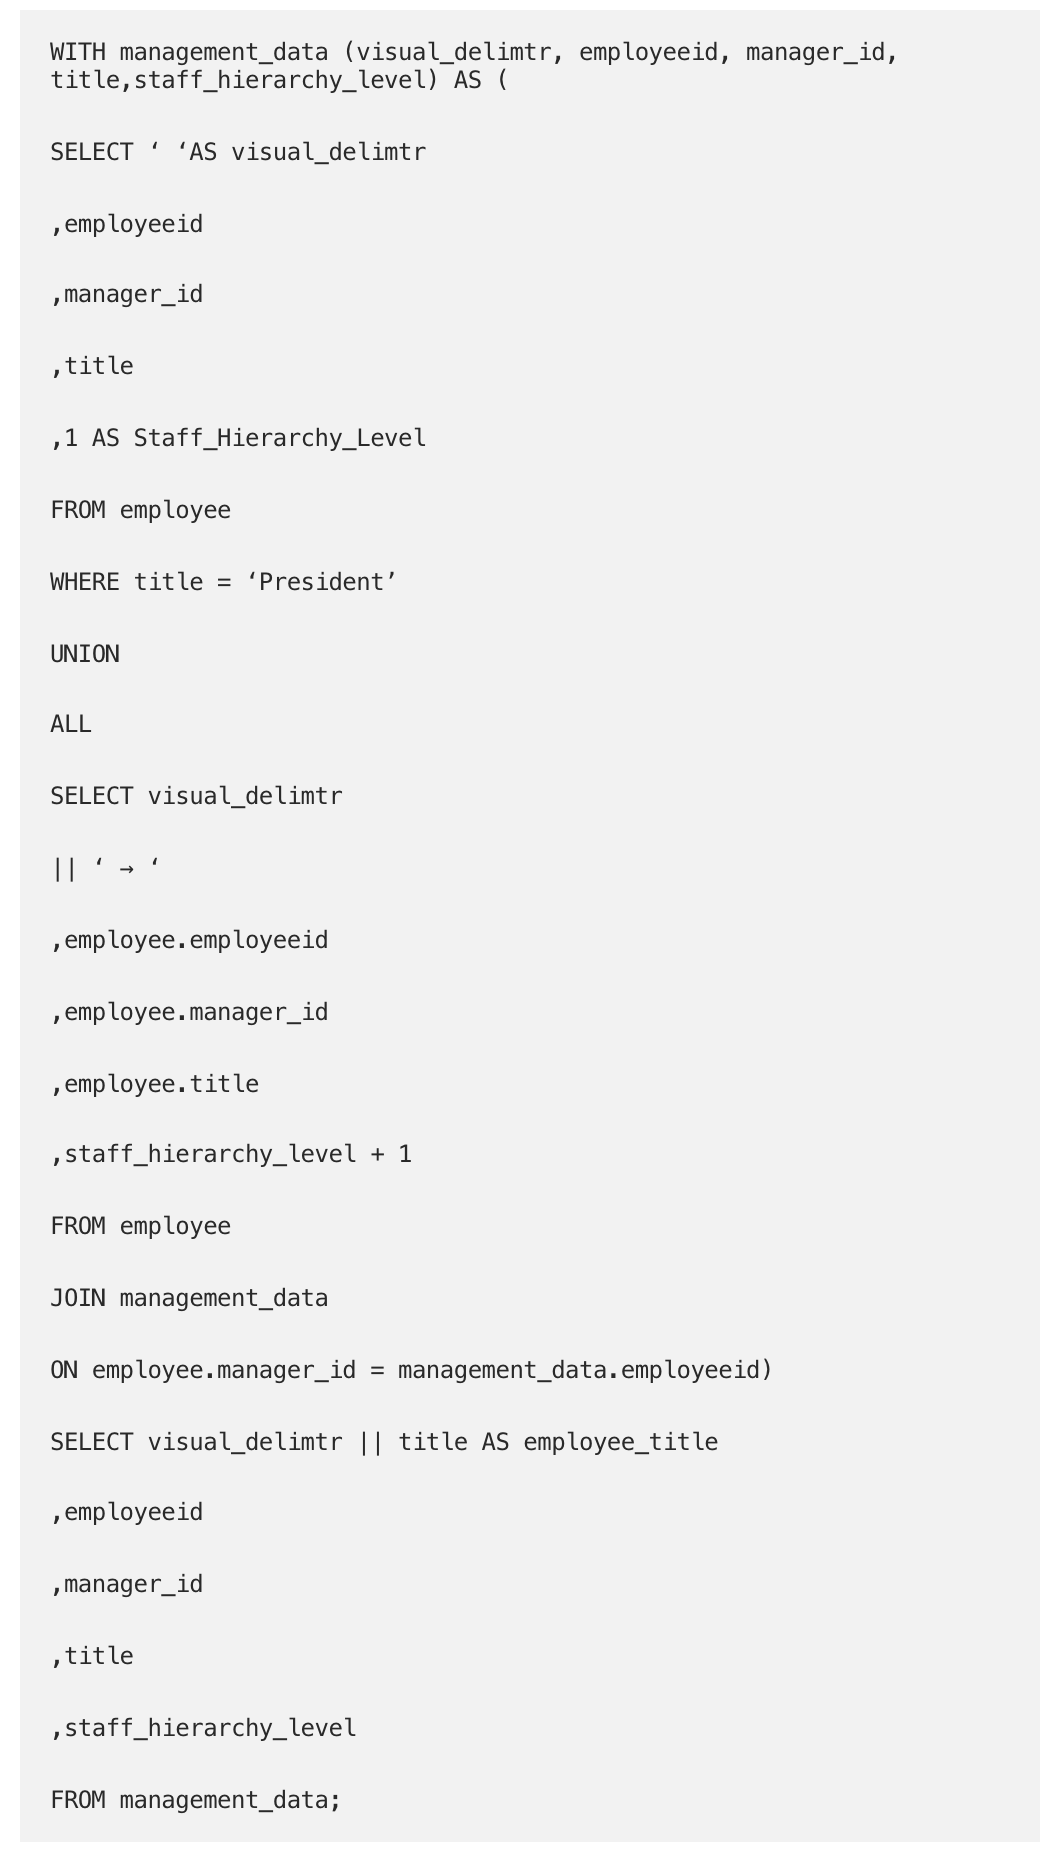 WITH management_data (visual_delimtr, employeeid, manager_id,
title,staff_hierarchy_level) AS (
SELECT ‘ ‘AS visual_delimtr
,employeeid
,manager_id
,title
,1 AS Staff_Hierarchy_Level
FROM employee
WHERE title = ‘President’
UNION
ALL
SELECT visual_delimtr
|| ‘ → ‘
,employee.employeeid
,employee.manager_id
,employee.title
,staff_hierarchy_level + 1
FROM employee
JOIN management_data
ON employee.manager_id = management_data.employeeid)
SELECT visual_delimtr || title AS employee_title
,employeeid
,manager_id
,title
,staff_hierarchy_level
FROM management_data;